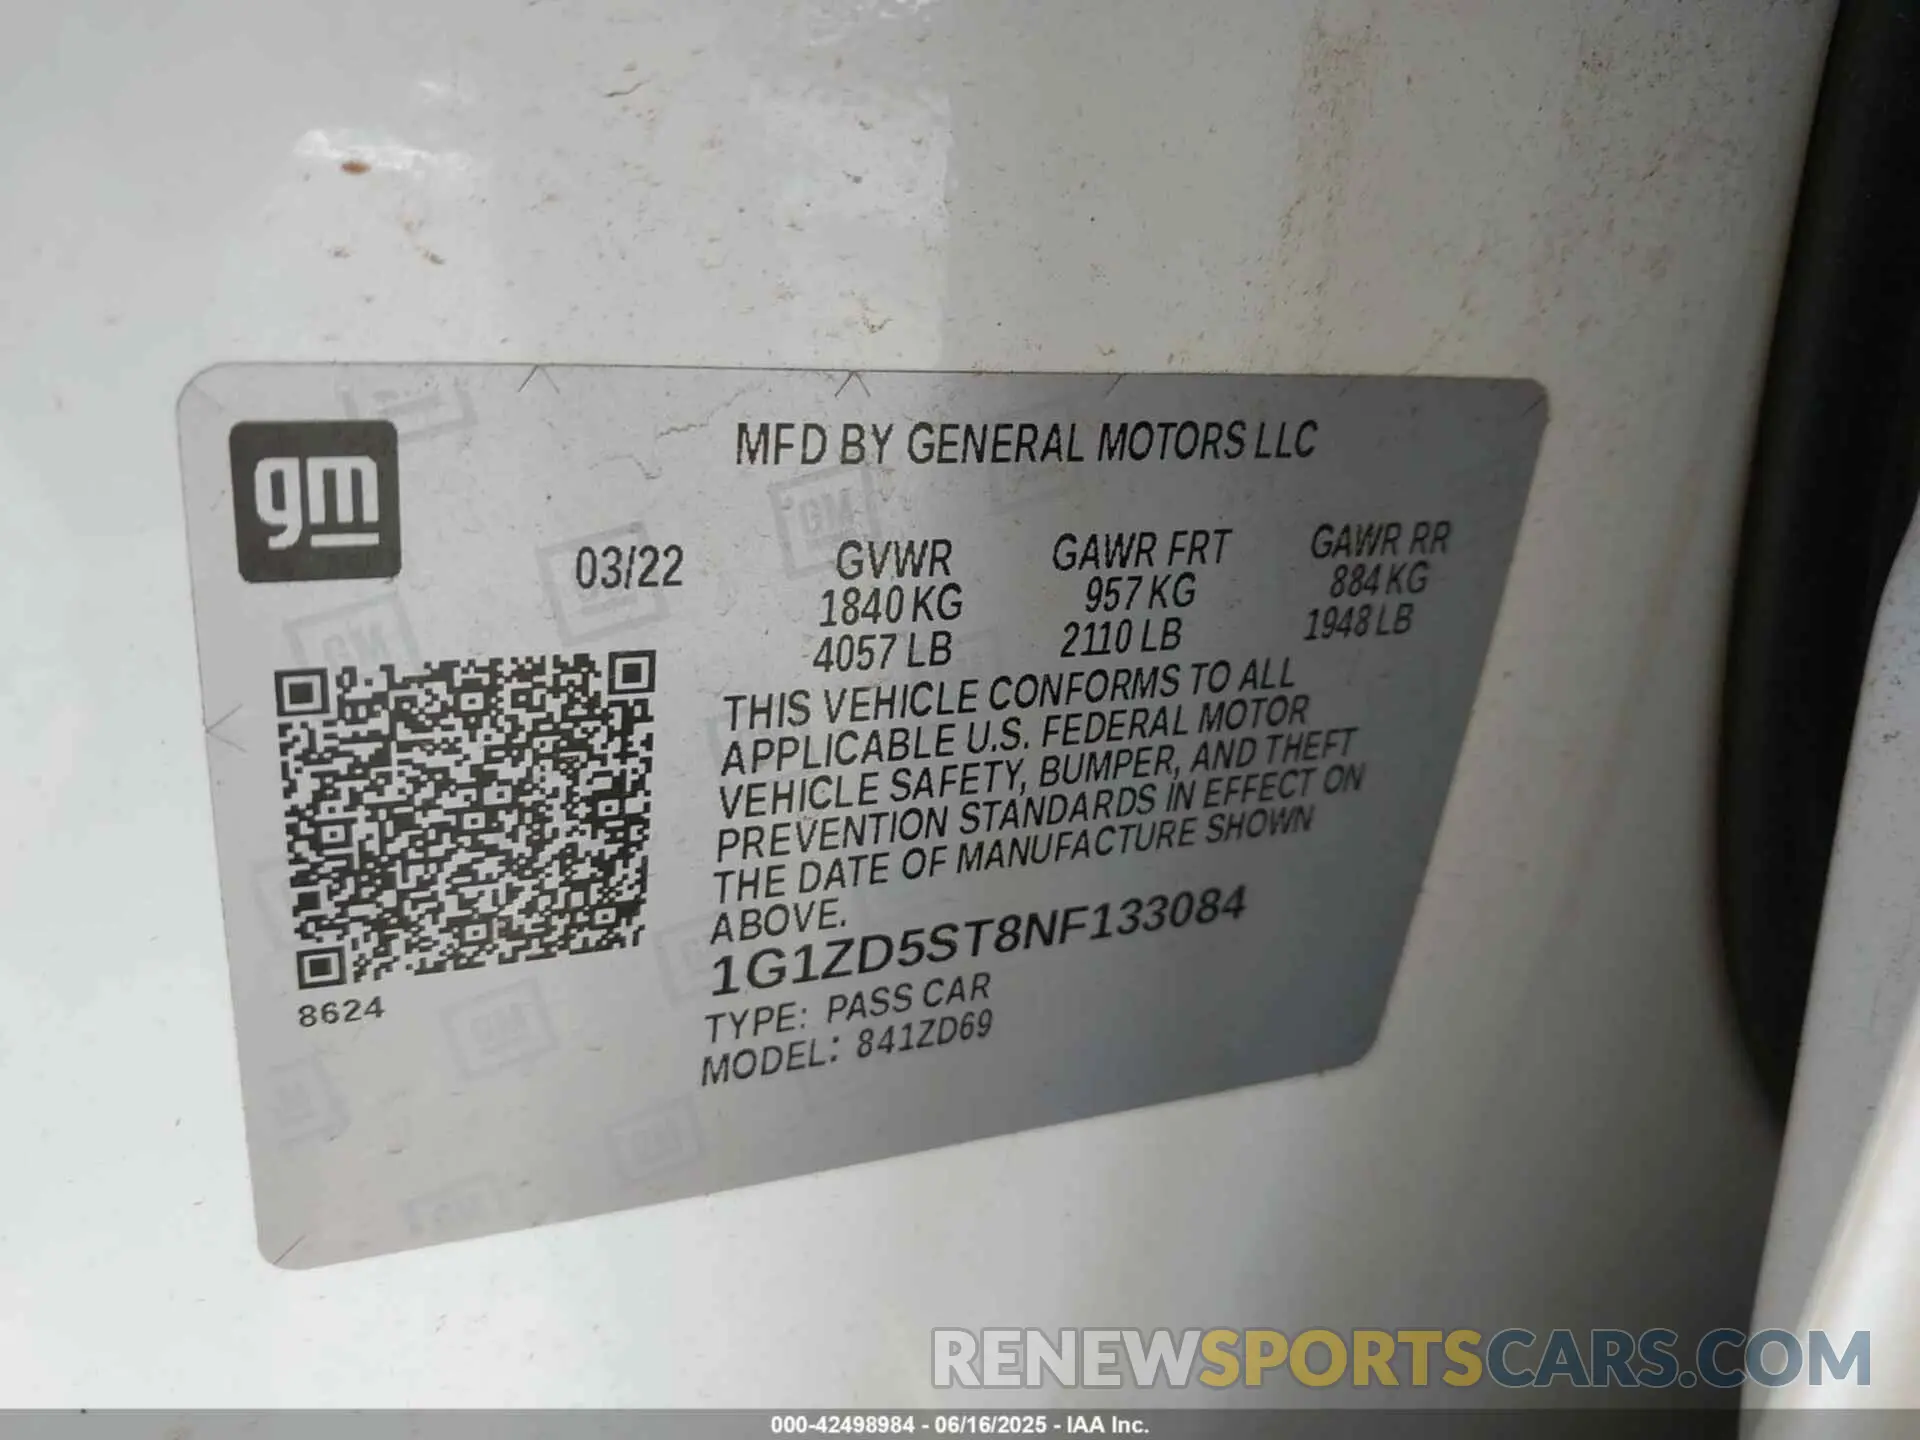 gm
MFD BY GENERAL MOTORS LLC
03/22
GVWR GAWR FRT GAWR RR
1840 KG 957 KG 884 KG
4057 LB 2110 LB 1948 LB
THIS VEHICLE CONFORMS TO ALL
APPLICABLE U.S. FEDERAL MOTOR
VEHICLE SAFETY, BUMPER, AND THEFT
PREVENTION STANDARDS IN EFFECT ON
THE DATE OF MANUFACTURE SHOWN
ABOVE.
1G1ZD5ST8NF133084
TYPE: PASS CAR
MODEL: 841ZD69
8624
RENEWSPORTSCARS.COM
000-42498984 - 06/16/2025 - IAA Inc.